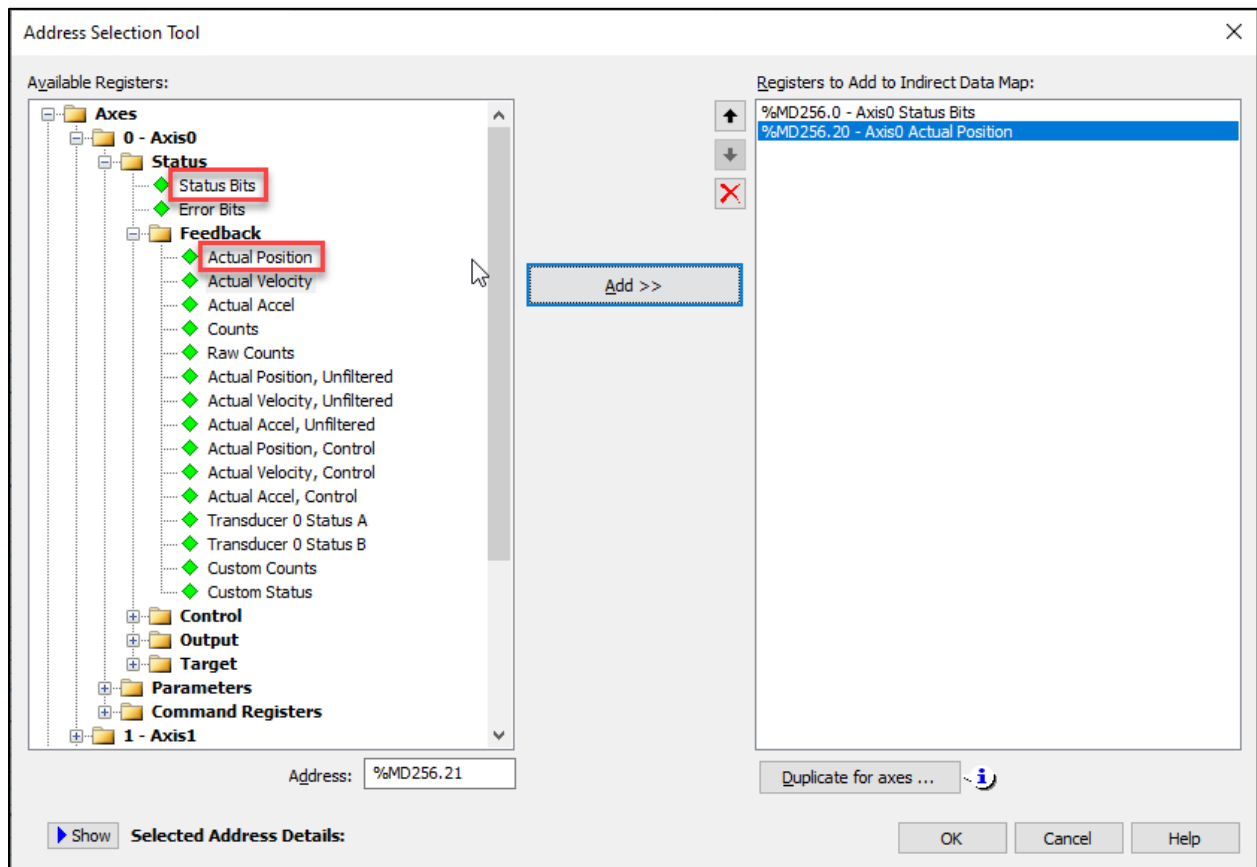 Address Selection Tool
Available Registers:
Axes
0 - Axis0
Status
Status Bits
Error Bits
Feedback
Actual Position
Actual Velocity
Actual Accel
Counts
Raw Counts
Actual Position, Unfiltered
Actual Velocity, Unfiltered
Actual Accel, Unfiltered
Actual Position, Control
Actual Velocity, Control
Actual Accel, Control
Transducer 0 Status A
Transducer 0 Status B
Custom Counts
Custom Status
Control
Output
Target
Parameters
Command Registers
1 - Axis1
Address: %MD256.21
Show Selected Address Details:
Add >>
Registers to Add to Indirect Data Map:
%MD256.0 - Axis0 Status Bits
%MD256.20 - Axis0 Actual Position
Duplicate for axes ... i
OK Cancel Help